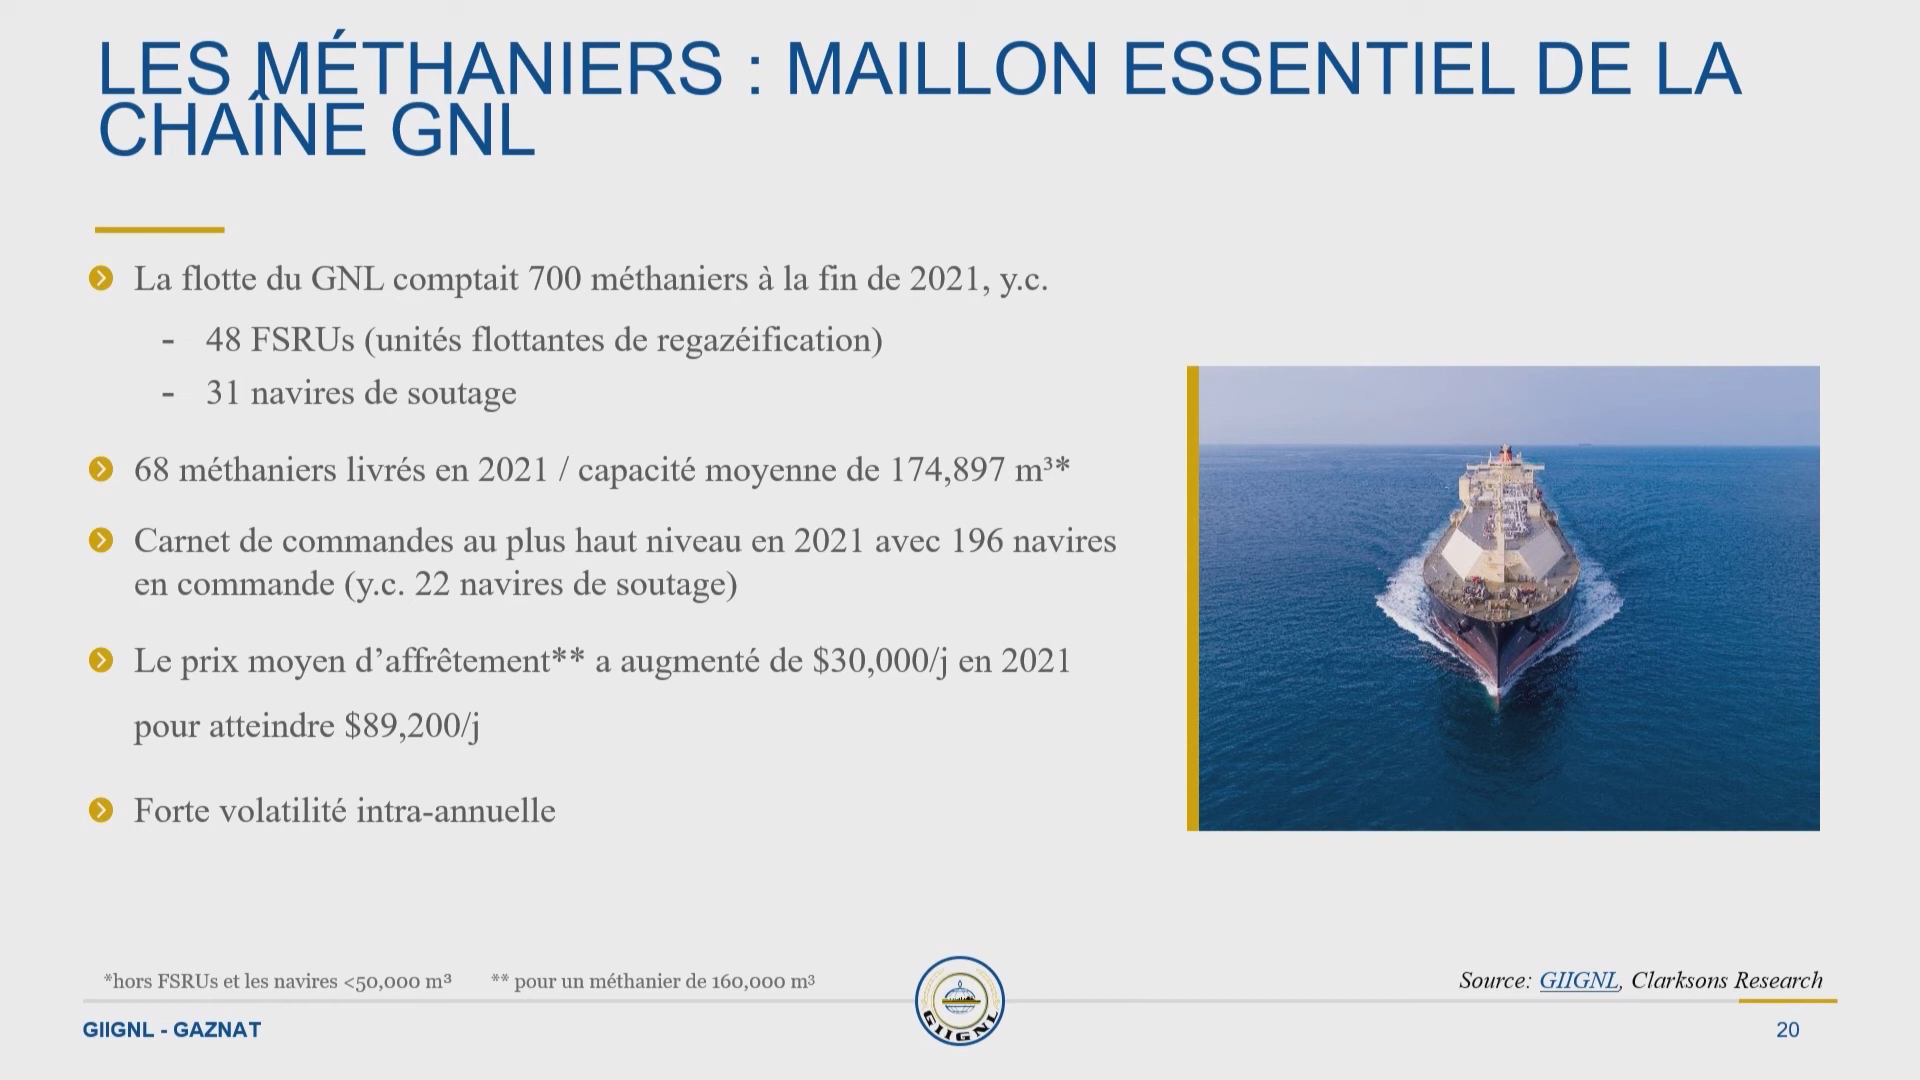 LES MÉTHANIERS : MAILLON ESSENTIEL DE LA
CHAÎNE GNL
La flotte du GNL comptait 700 méthaniers à la fin de 2021, y.c.
- 48 FSRUs (unités flottantes de regazéification)
- 31 navires de soutage
68 méthaniers livrés en 2021 / capacité moyenne de 174,897 m³*
Carnet de commandes au plus haut niveau en 2021 avec 196 navires
en commande (y.c. 22 navires de soutage)
Le prix moyen d’affrêtement** a augmenté de $30,000/j en 2021
pour atteindre $89,200/j
Forte volatilité intra-annuelle
*hors FSRUs et les navires <50,000 m³ ** pour un méthanier de 160,000 m³
Source: GIIGNL, Clarksons Research
GIIGNL
GIIGNL - GAZNAT
20